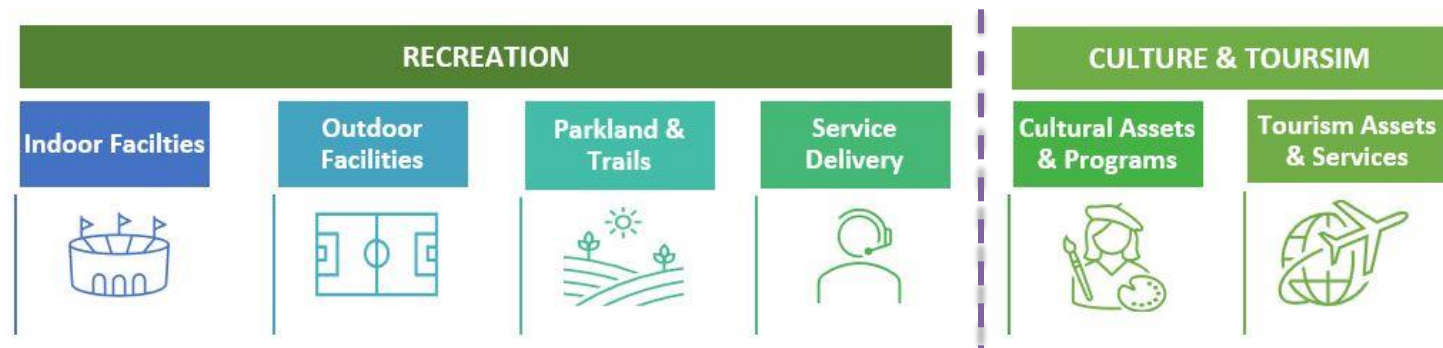 RECREATION
CULTURE & TOURSIM
Indoor Facilties
Outdoor
Facilities
Parkland &
Trails
Service
Delivery
Cultural Assets
& Programs
Tourism Assets
& Services